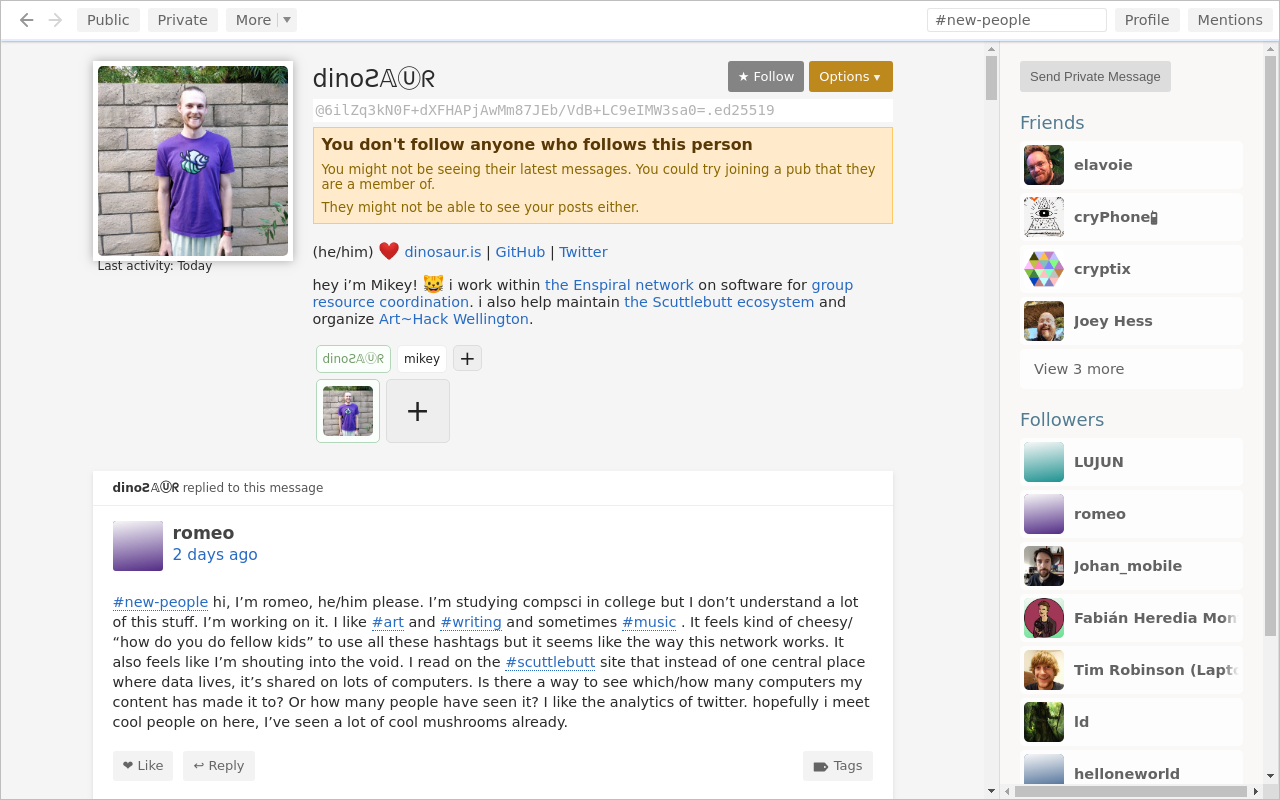 Public
Private
More
#new-people
Profile
Mentions
dinoƧ𝔸ⓊƦ
★ Follow
Options ▾
@6ilZq3kN0F+dXFHAPjAwMm87JEb/VdB+LC9eIMW3sa0=.ed25519
You don't follow anyone who follows this person
You might not be seeing their latest messages. You could try joining a pub that they
are a member of.
They might not be able to see your posts either.
Last activity: Today
(he/him) ❤️ dinosaur.is | GitHub | Twitter
hey i’m Mikey! 😺 i work within the Enspiral network on software for group
resource coordination. i also help maintain the Scuttlebutt ecosystem and
organize Art~Hack Wellington.
dinoƧ𝔸ⓊƦ
mikey
+
+
dinoƧ𝔸ⓊƦ replied to this message
romeo
2 days ago
#new-people hi, I’m romeo, he/him please. I’m studying compsci in college but I don’t understand a lot
of this stuff. I’m working on it. I like #art and #writing and sometimes #music . It feels kind of cheesy/
“how do you do fellow kids” to use all these hashtags but it seems like the way this network works. It
also feels like I’m shouting into the void. I read on the #scuttlebutt site that instead of one central place
where data lives, it’s shared on lots of computers. Is there a way to see which/how many computers my
content has made it to? Or how many people have seen it? I like the analytics of twitter. hopefully i meet
cool people on here, I’ve seen a lot of cool mushrooms already.
❤ Like
↩ Reply
Tags
Send Private Message
Friends
elavoie
cryPhone📱
cryptix
Joey Hess
View 3 more
Followers
LUJUN
romeo
Johan_mobile
Fabián Heredia Mon
Tim Robinson (Lapto
ld
helloneworld